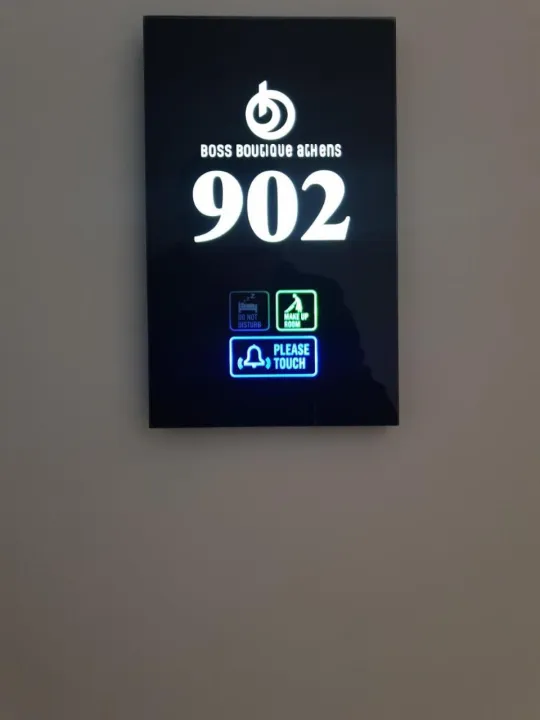 BOSS BOUTIQUE atHens
902
DO NOT
DISTURB
MAKE UP
ROOM
PLEASE
TOUCH